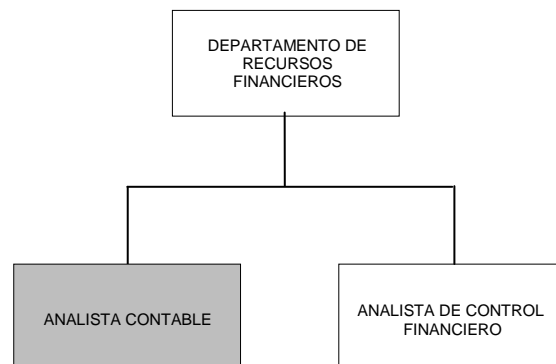 DEPARTAMENTO DE
RECURSOS
FINANCIEROS
ANALISTA CONTABLE
ANALISTA DE CONTROL
FINANCIERO